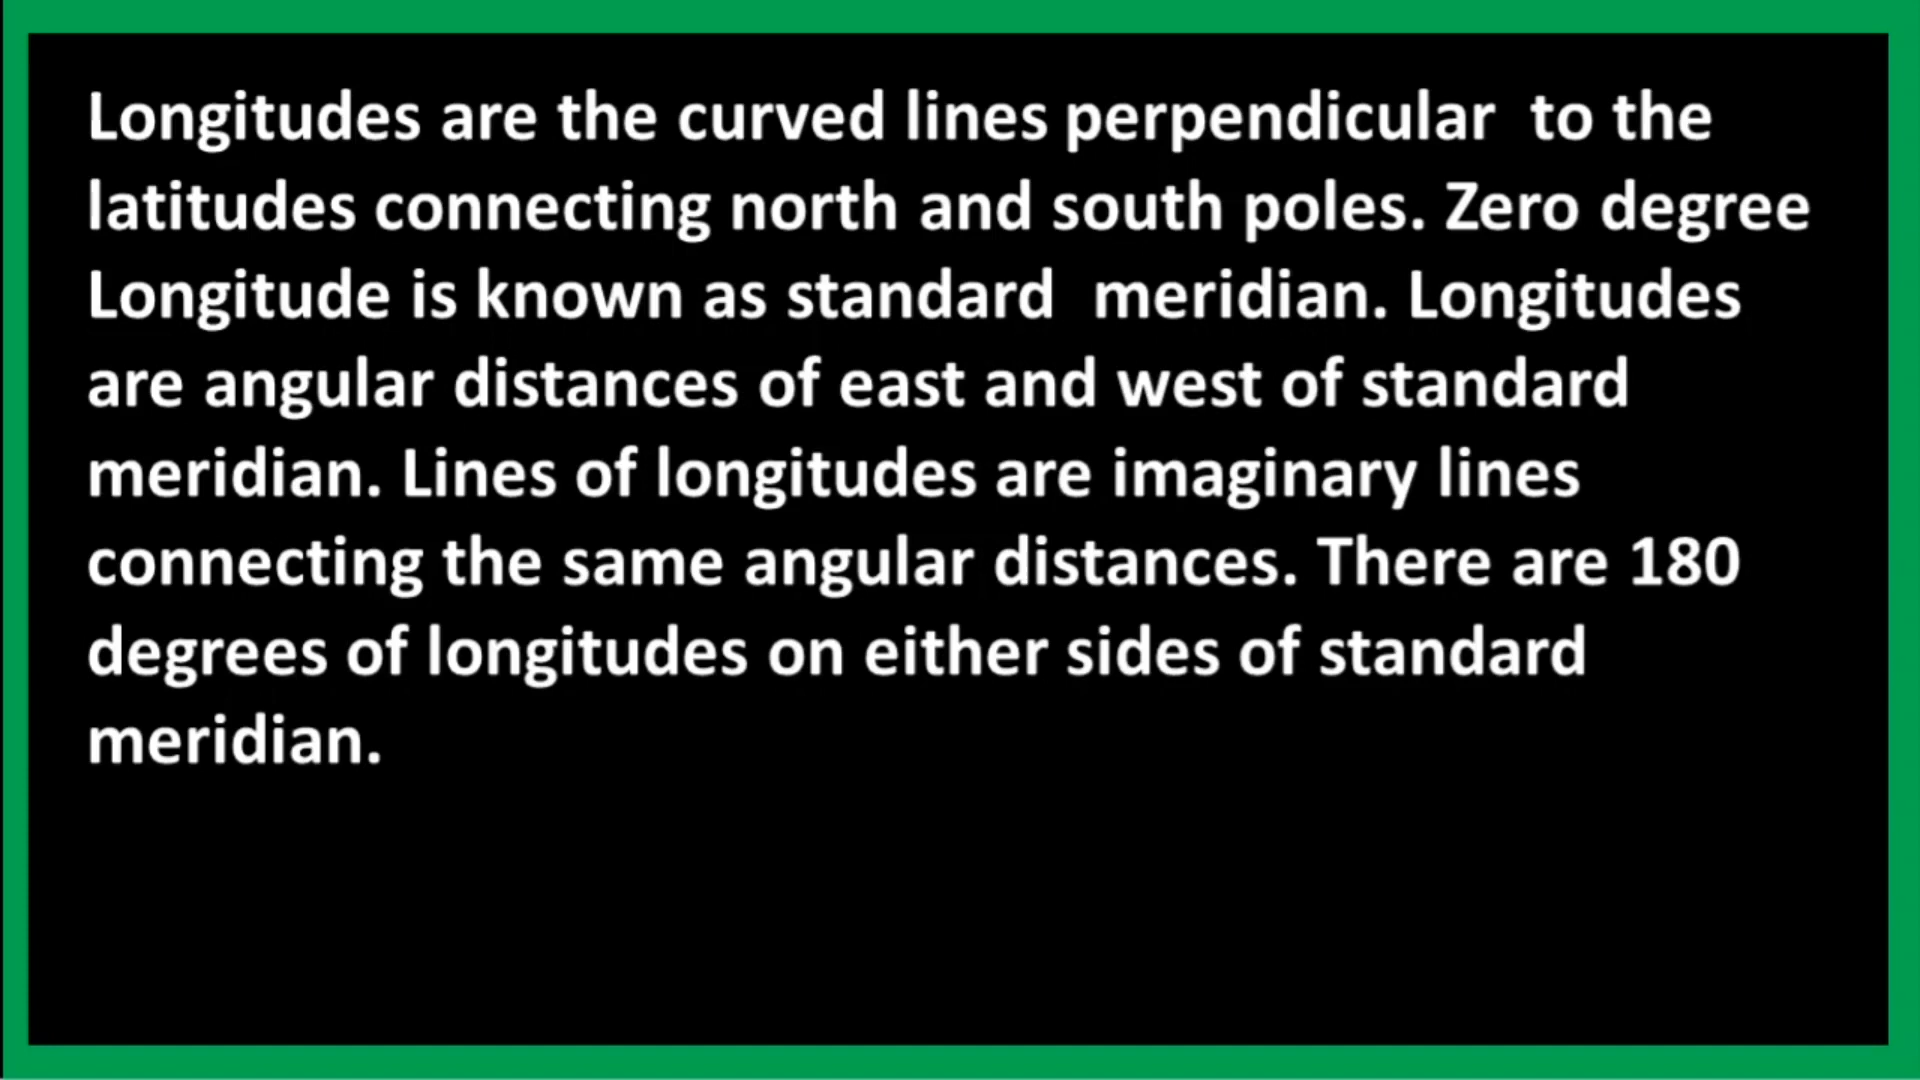 Longitudes are the curved lines perpendicular  to the
latitudes connecting north and south poles. Zero degree
Longitude is known as standard  meridian. Longitudes
are angular distances of east and west of standard
meridian. Lines of longitudes are imaginary lines
connecting the same angular distances. There are 180
degrees of longitudes on either sides of standard
meridian.